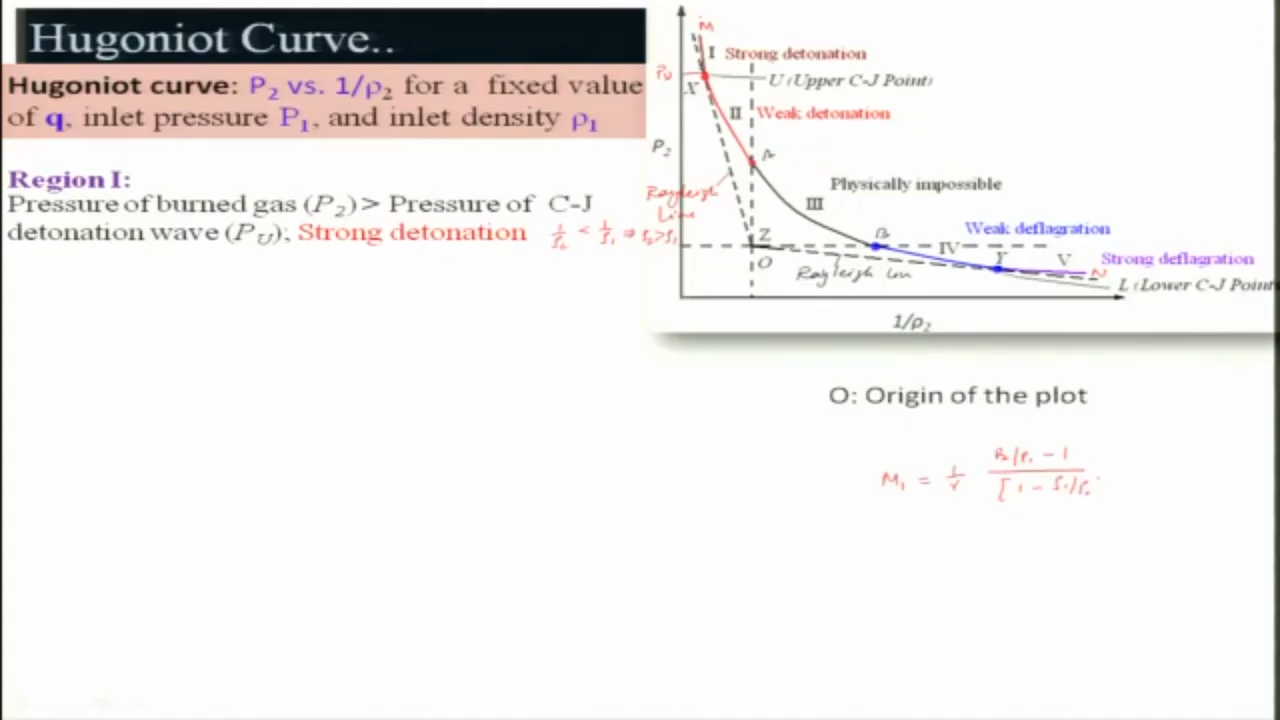 Hugoniot Curve..
Hugoniot curve: P₂ vs. 1/ρ₂ for a fixed value
of q, inlet pressure P₁, and inlet density ρ₁
Region I:
Pressure of burned gas (P₂) > Pressure of C-J
detonation wave (P_U); Strong detonation
M
I Strong detonation
P_U
X
U (Upper C-J Point)
II Weak detonation
P₂
Rayleigh
Line
Physically impossible
III
Z
O
Weak deflagration
IV
Y
V
Strong deflagration
N
Rayleigh
L (Lower C-J Point
1/ρ₂
O: Origin of the plot
M₁ =